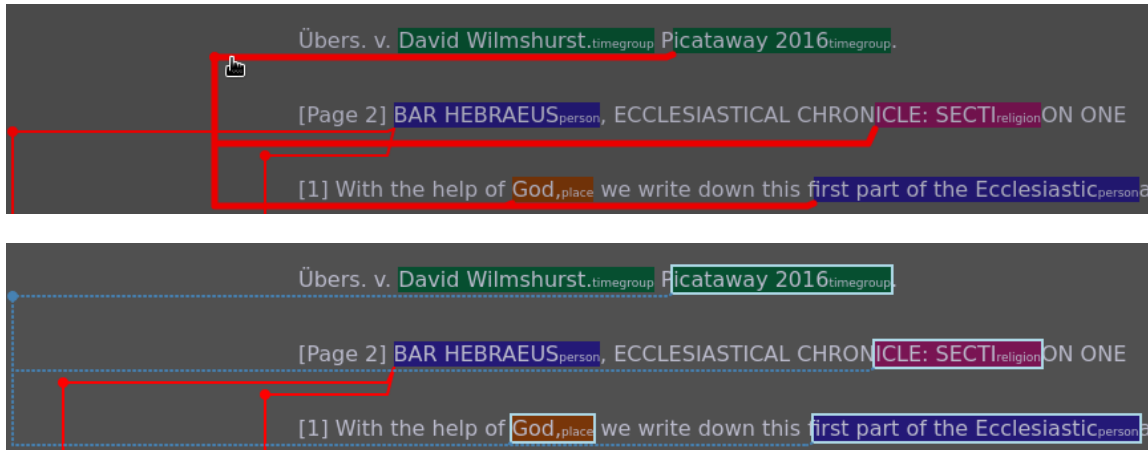 Übers. v. David Wilmshurst.timegroup Picataway 2016timegroup.
[Page 2] BAR HEBRAEUSperson, ECCLESIASTICAL CHRONICLE: SECTIreligionON ONE
[1] With the help of God,place we write down this first part of the Ecclesiasticpersona
Übers. v. David Wilmshurst.timegroup Picataway 2016timegroup.
[Page 2] BAR HEBRAEUSperson, ECCLESIASTICAL CHRONICLE: SECTIreligionON ONE
[1] With the help of God,place we write down this first part of the Ecclesiasticpersona